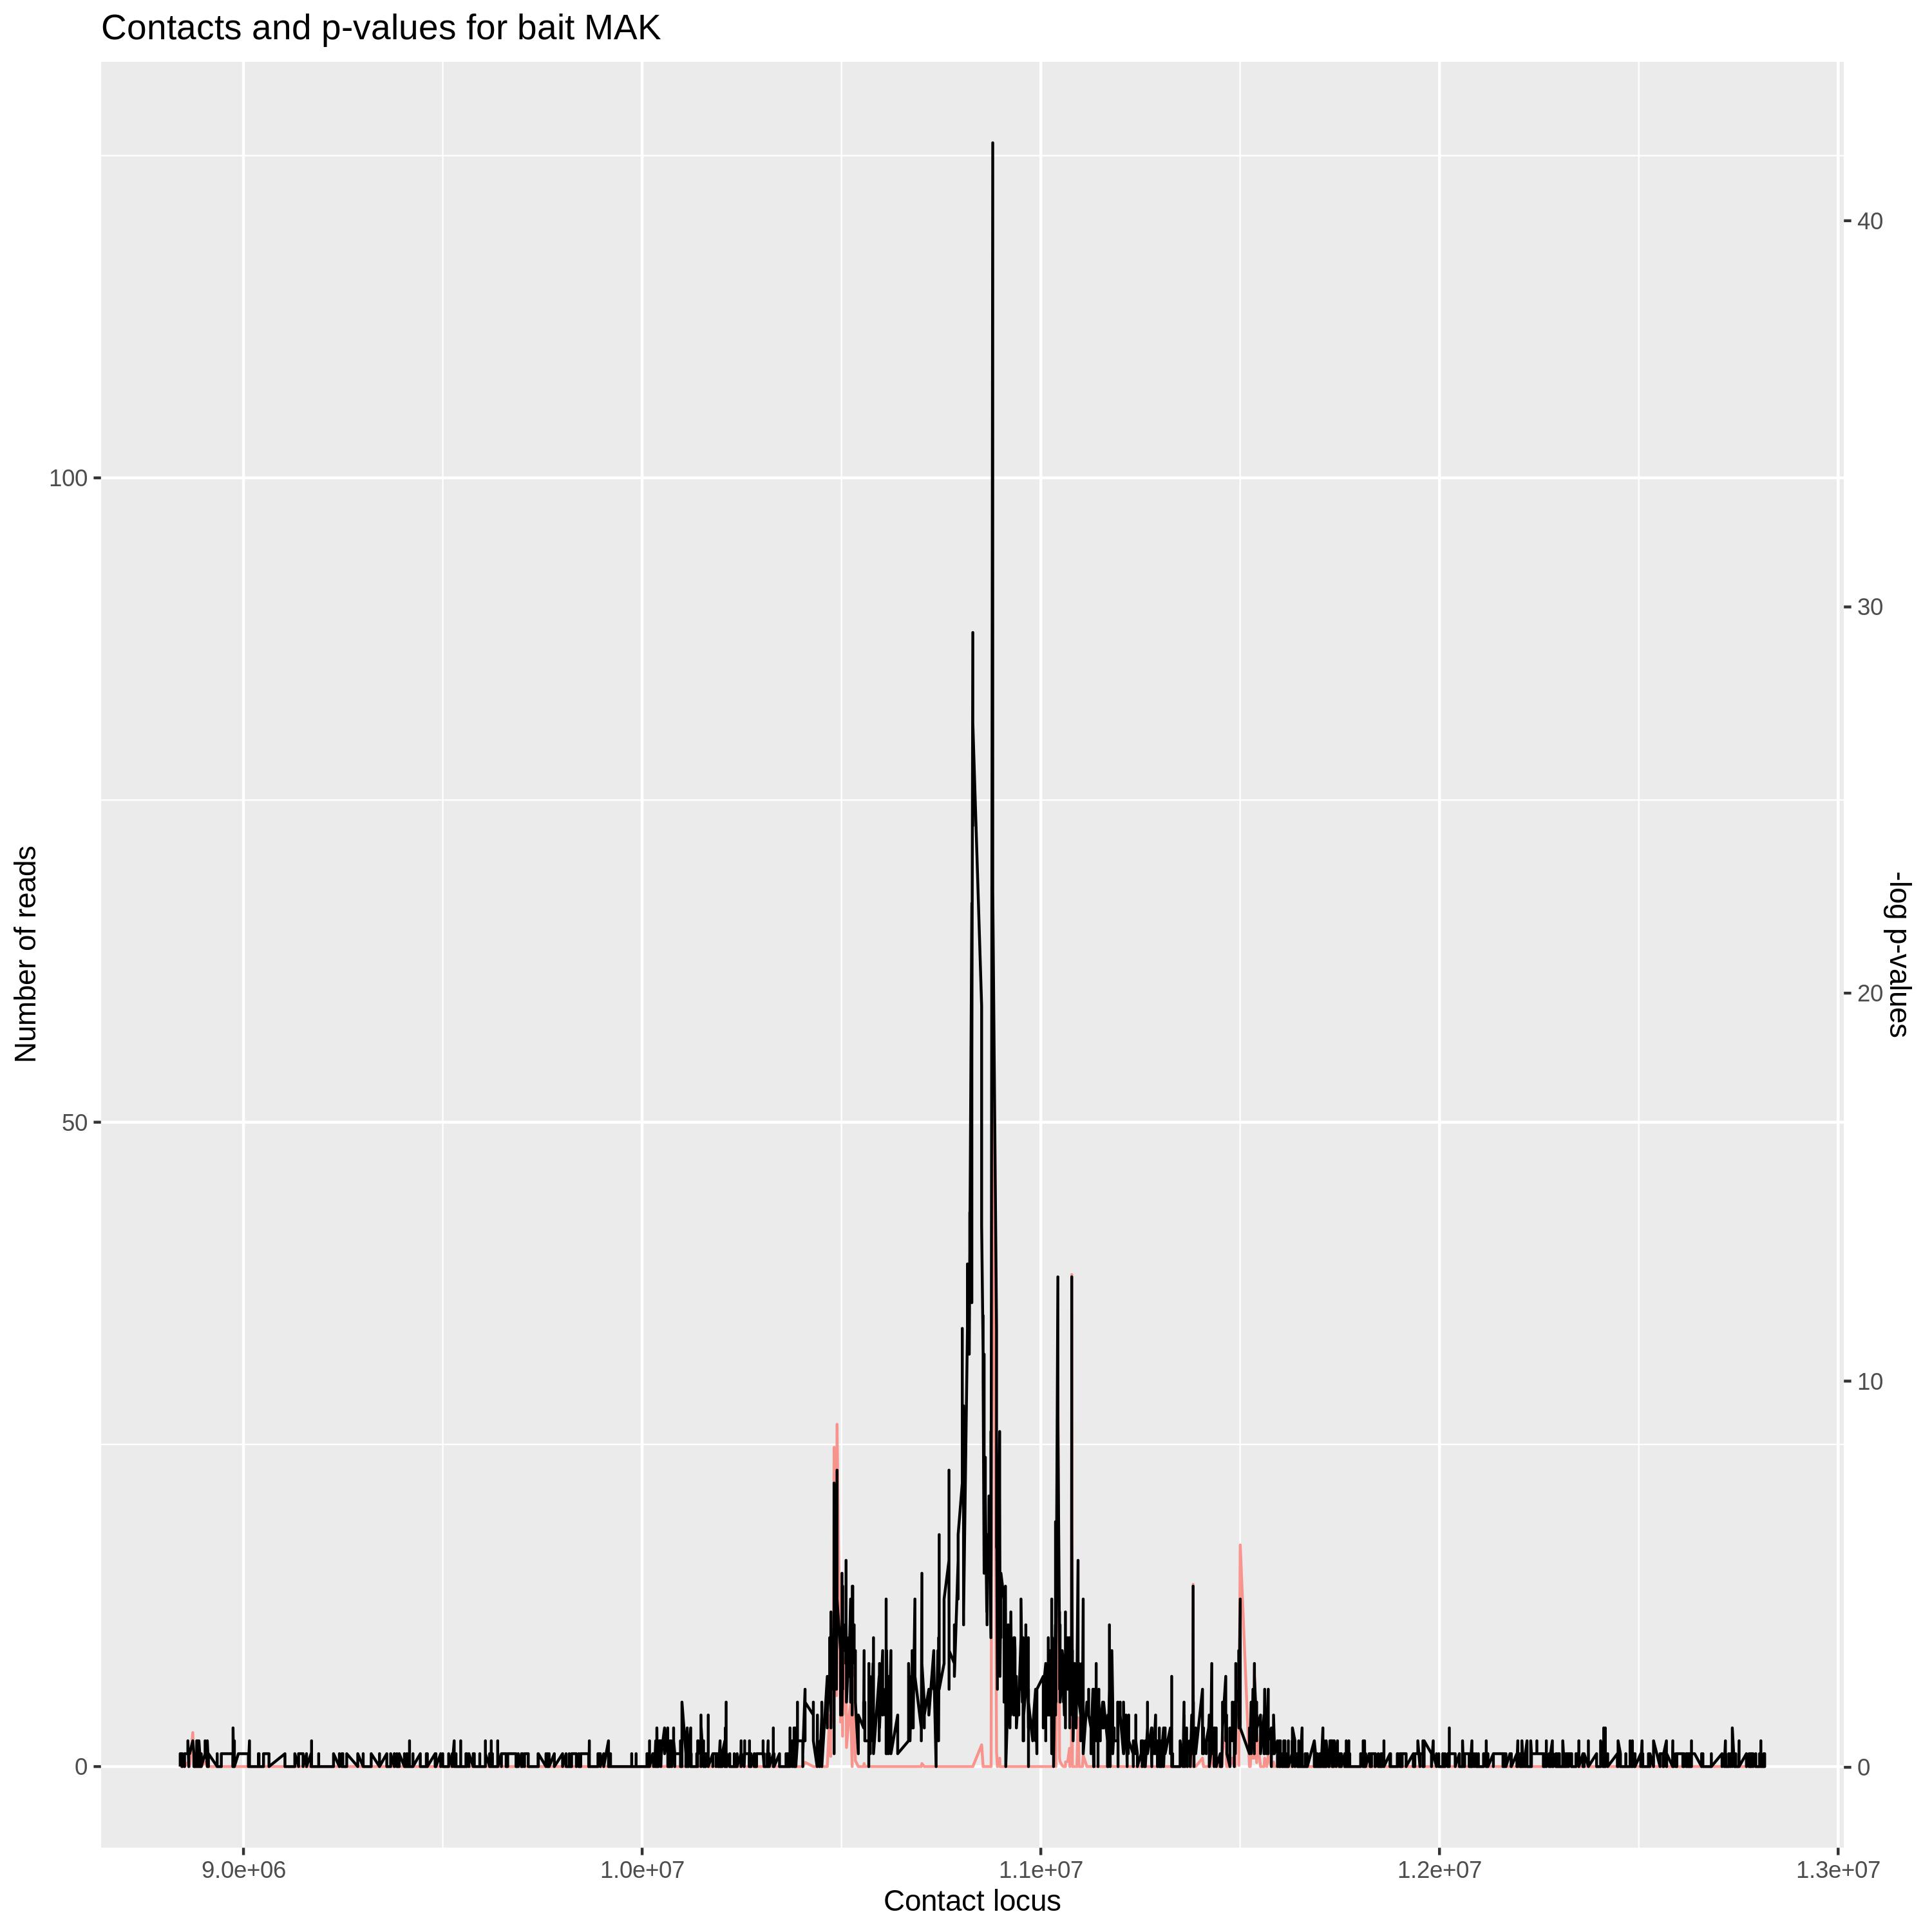 Contacts and p-values for bait MAK
Number of reads
100
50
0
40
30
20
10
0
-log p-values
9.0e+06
1.0e+07
1.1e+07
1.2e+07
1.3e+07
Contact locus